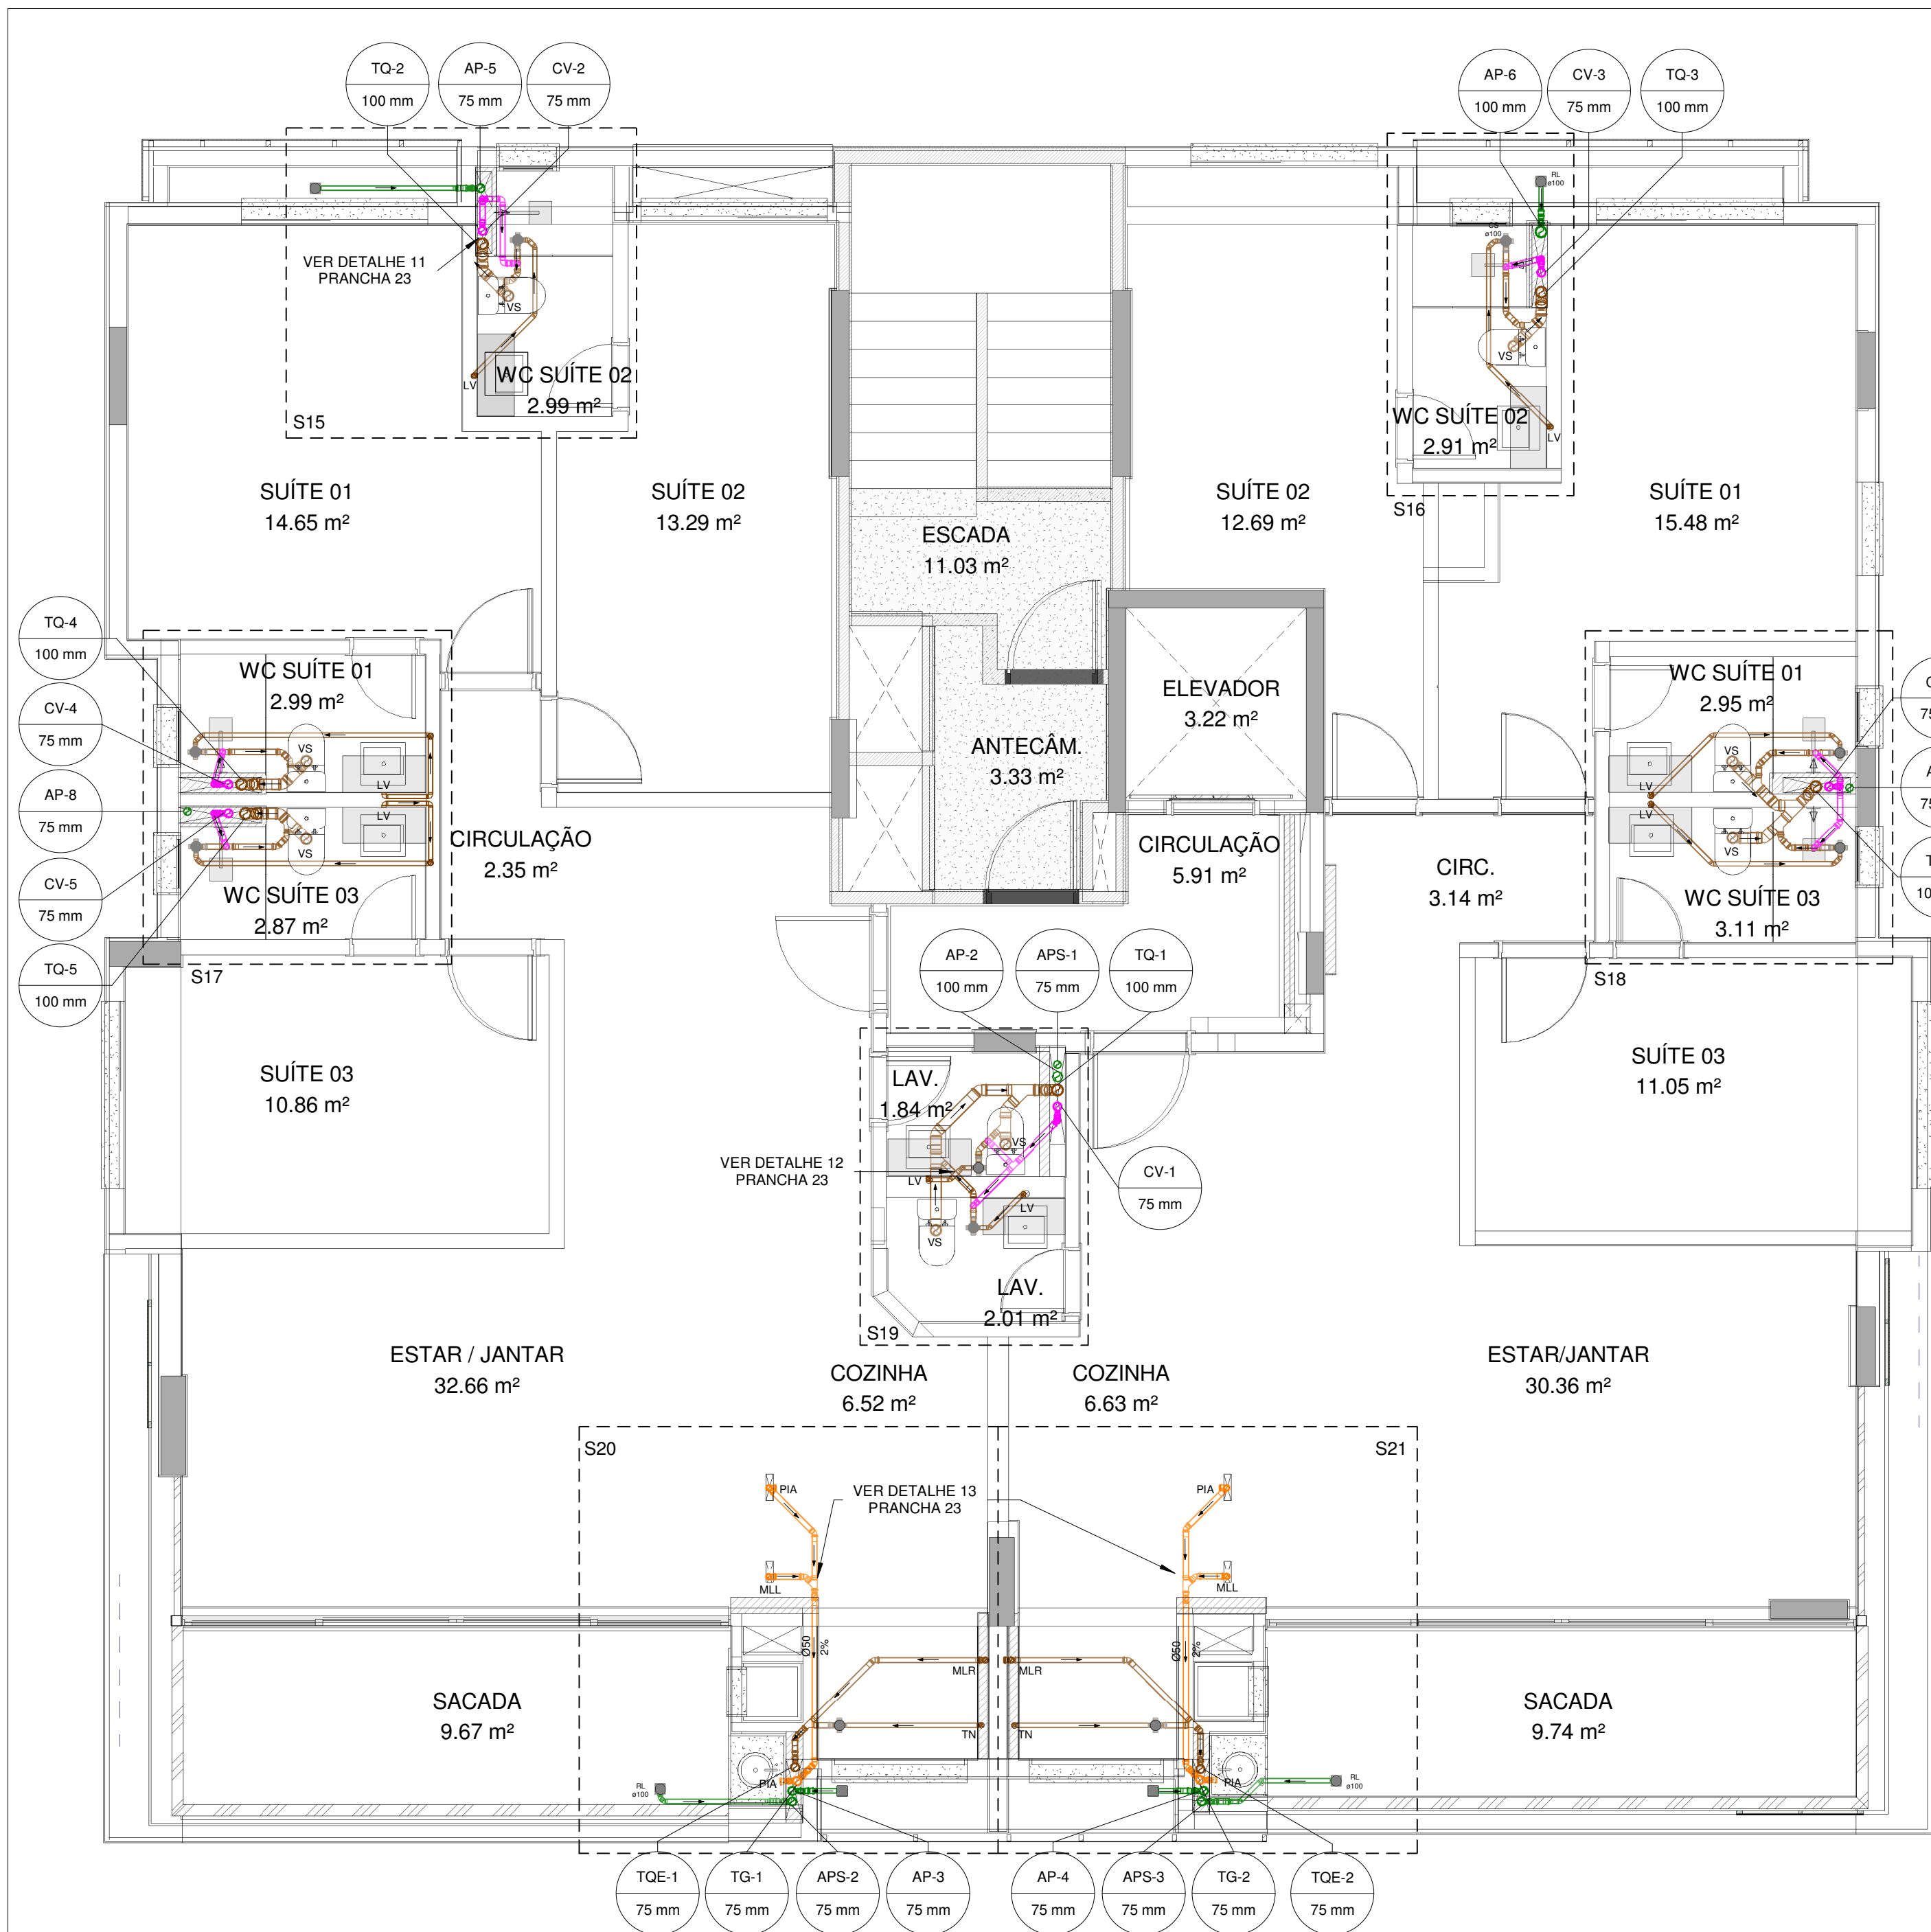 TQ-2
100 mm
AP-5
75 mm
CV-2
75 mm
AP-6
100 mm
CV-3
75 mm
TQ-3
100 mm
RL
ø100
CS
ø100
VER DETALHE 11
PRANCHA 23
VS
VS
LV
WC SUÍTE 02
2.99 m²
S15
WC SUÍTE 02
2.91 m²
LV
S16
SUÍTE 01
14.65 m²
SUÍTE 02
13.29 m²
SUÍTE 02
12.69 m²
SUÍTE 01
15.48 m²
ESCADA
11.03 m²
TQ-4
100 mm
CV-4
75 mm
AP-8
75 mm
CV-5
75 mm
TQ-5
100 mm
WC SUÍTE 01
2.99 m²
VS
LV
LV
VS
WC SUÍTE 03
2.87 m²
S17
CIRCULAÇÃO
2.35 m²
ELEVADOR
3.22 m²
ANTECÂM.
3.33 m²
CIRCULAÇÃO
5.91 m²
CIRC.
3.14 m²
WC SUÍTE 01
2.95 m²
VS
LV
LV
VS
WC SUÍTE 03
3.11 m²
S18
C
75
A
75
T
10
AP-2
100 mm
APS-1
75 mm
TQ-1
100 mm
SUÍTE 03
10.86 m²
SUÍTE 03
11.05 m²
LAV.
1.84 m²
VS
VER DETALHE 12
PRANCHA 23
LV
LV
VS
CV-1
75 mm
LAV.
2.01 m²
S19
ESTAR / JANTAR
32.66 m²
COZINHA
6.52 m²
COZINHA
6.63 m²
ESTAR/JANTAR
30.36 m²
S20
S21
PIA
VER DETALHE 13
PRANCHA 23
PIA
MLL
MLL
Ø50
2%
Ø50
2%
MLR
MLR
TN
TN
SACADA
9.67 m²
SACADA
9.74 m²
RL
ø100
PIA
PIA
RL
ø100
TQE-1
75 mm
TG-1
75 mm
APS-2
75 mm
AP-3
75 mm
AP-4
75 mm
APS-3
75 mm
TG-2
75 mm
TQE-2
75 mm